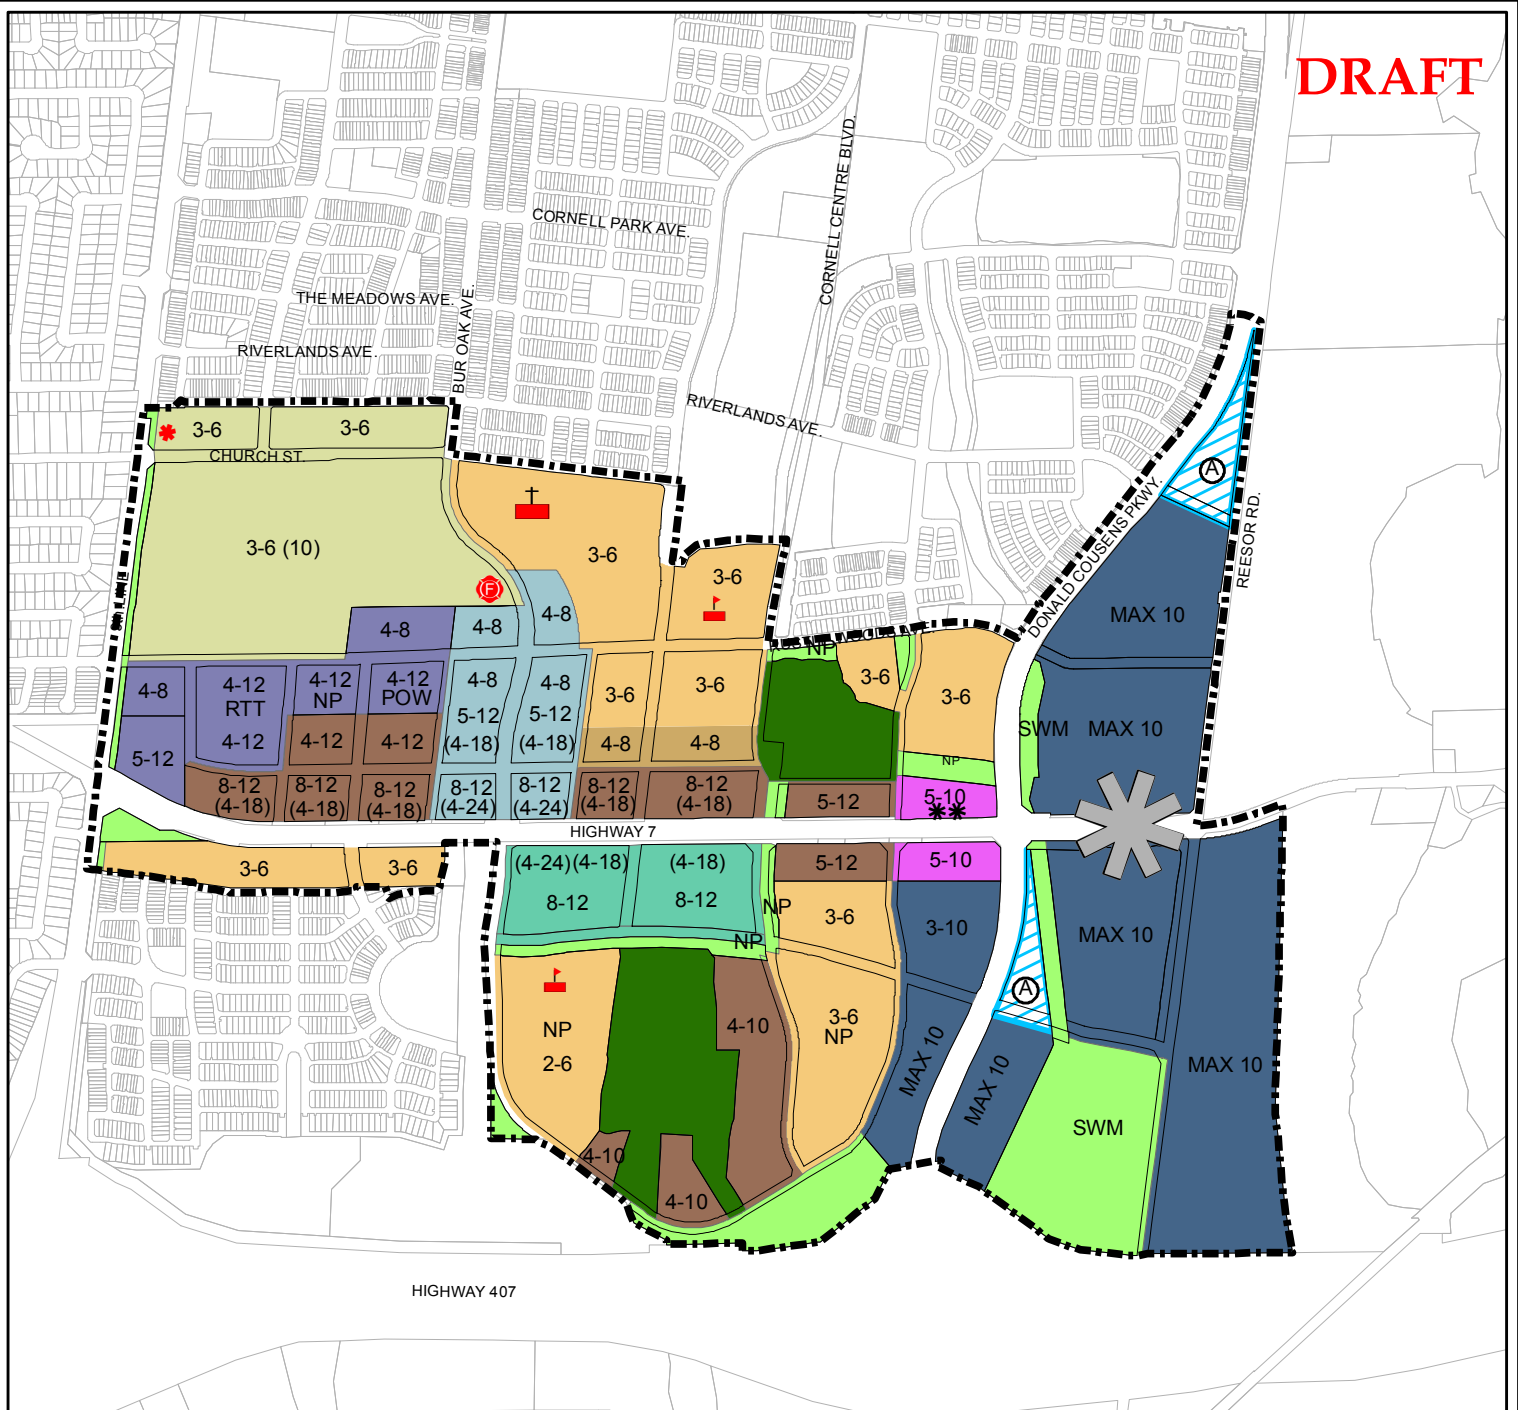 DRAFT
CORNELL CENTRE BLVD.
CORNELL PARK AVE.
THE MEADOWS AVE.
BUR OAK AVE.
RIVERLANDS AVE.
RIVERLANDS AVE.
3-6
3-6
CHURCH ST.
A
DONALD COUSENS PKWY.
REESOR RD.
3-6 (10)
3-6
3-6
F
4-8
4-8
4-8
MAX 10
NP
4-8
4-12
RTT
4-12
4-12
NP
4-12
POW
4-8
5-12
(4-18)
4-8
5-12
(4-18)
3-6
3-6
3-6
3-6
SWM
MAX 10
5-12
4-12
4-12
4-8
4-8
NP
8-12
(4-18)
8-12
(4-18)
8-12
(4-18)
8-12
(4-24)
8-12
(4-24)
8-12
(4-18)
8-12
(4-18)
5-12
5-10
HIGHWAY 7
3-6
3-6
(4-24)(4-18)
8-12
(4-18)
8-12
5-12
5-10
NP
3-6
3-10
MAX 10
NP
A
NP
2-6
4-10
3-6
NP
MAX 10
MAX 10
MAX 10
SWM
4-10
4-10
HIGHWAY 407